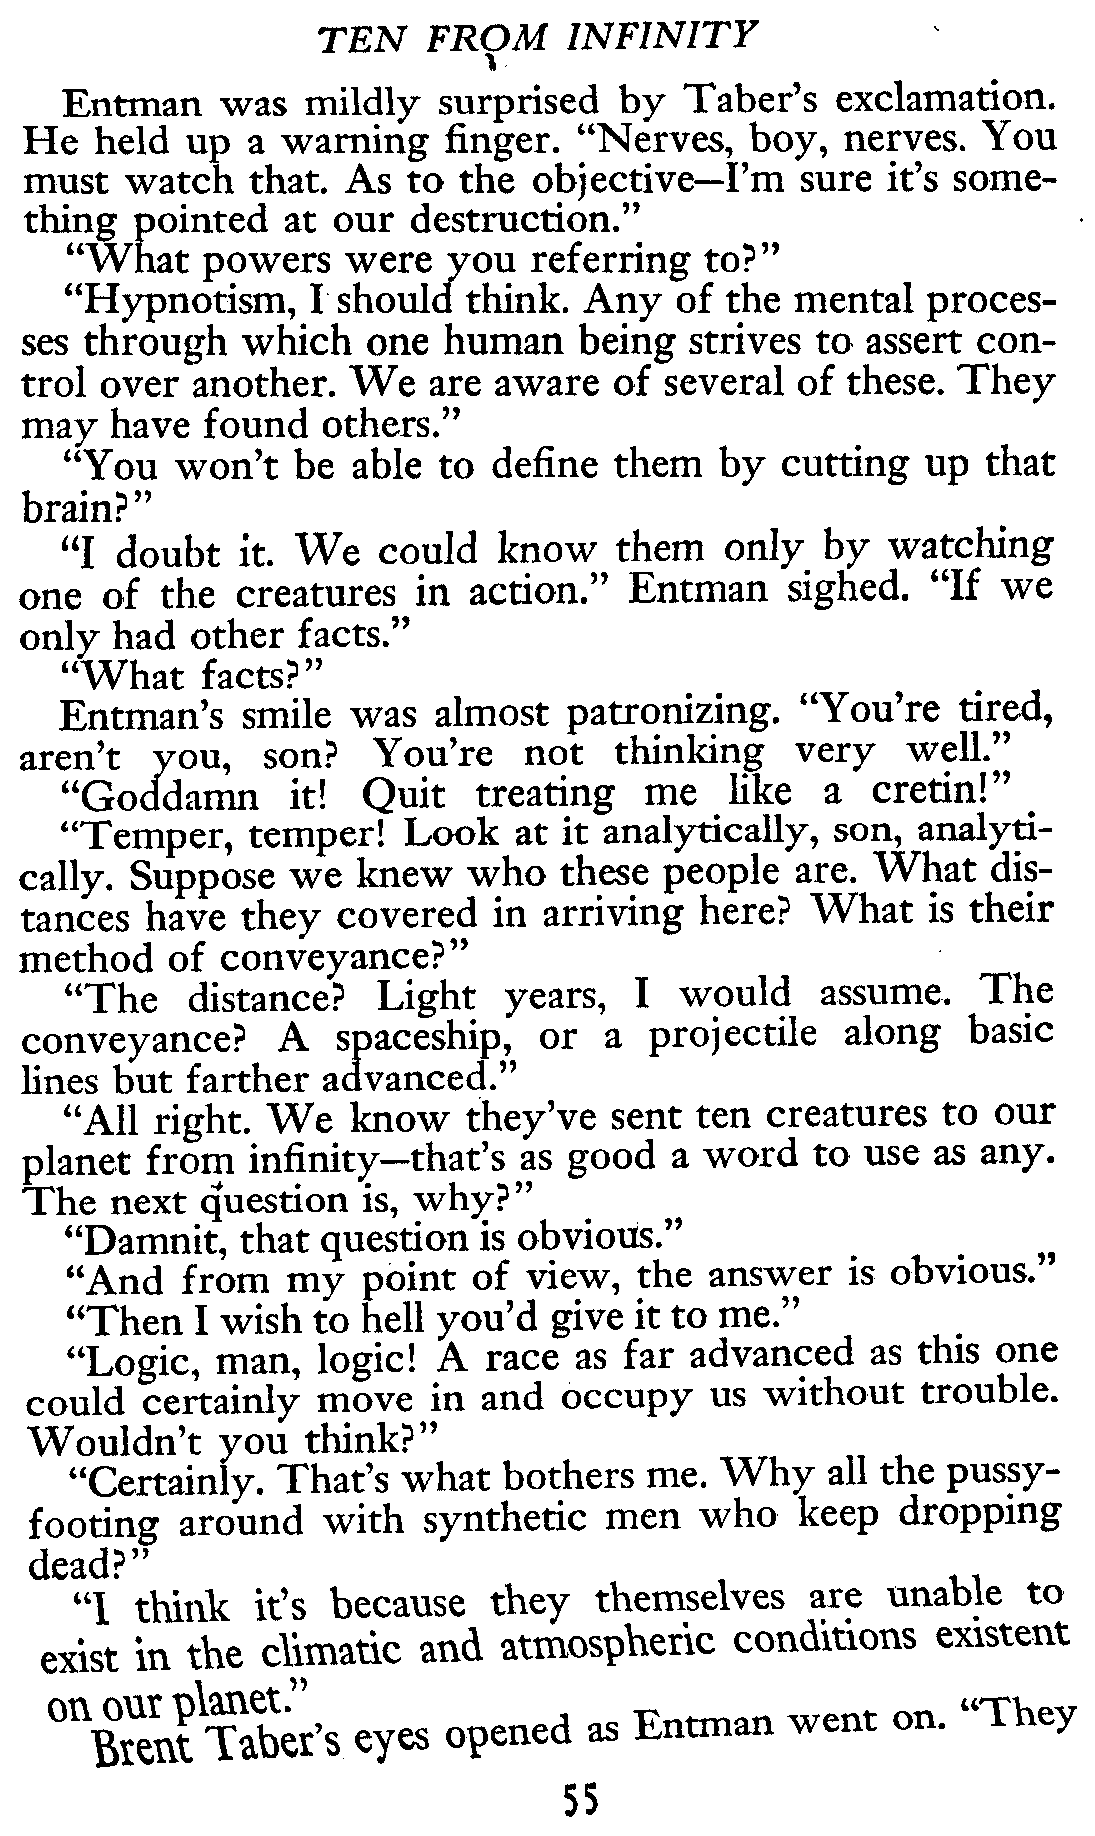 TEN FROM INFINITY
Entman was mildly surprised by Taber's exclamation.
He held up a warning finger. “Nerves, boy, nerves. You
must watch that. As to the objective—I'm sure it's some-
thing pointed at our destruction.”
“What powers were you referring to?”
“Hypnotism, I should think. Any of the mental proces-
ses through which one human being strives to assert con-
trol over another. We are aware of several of these. They
may have found others.”
“You won't be able to define them by cutting up that
brain?”
“I doubt it. We could know them only by watching
one of the creatures in action.” Entman sighed. “If we
only had other facts.”
“What facts?”
Entman's smile was almost patronizing. “You're tired,
aren't you, son? You're not thinking very well.”
“Goddamn it! Quit treating me like a cretin!”
“Temper, temper! Look at it analytically, son, analyti-
cally. Suppose we knew who these people are. What dis-
tances have they covered in arriving here? What is their
method of conveyance?”
“The distance? Light years, I would assume. The
conveyance? A spaceship, or a projectile along basic
lines but farther advanced.”
“All right. We know they've sent ten creatures to our
planet from infinity—that's as good a word to use as any.
The next question is, why?”
“Damnit, that question is obvious.”
“And from my point of view, the answer is obvious.”
“Then I wish to hell you'd give it to me.”
“Logic, man, logic! A race as far advanced as this one
could certainly move in and occupy us without trouble.
Wouldn't you think?”
“Certainly. That's what bothers me. Why all the pussy-
footing around with synthetic men who keep dropping
dead?”
“I think it's because they themselves are unable to
exist in the climatic and atmospheric conditions existent
on our planet.”
Brent Taber's eyes opened as Entman went on. “They
55